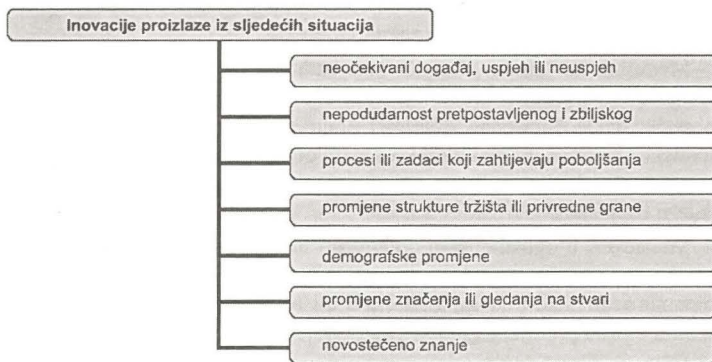 Inovacije proizlaze iz sljedećih situacija
neočekivani događaj, uspjeh ili neuspjeh
nepodudarnost pretpostavljenog i zbiljskog
procesi ili zadaci koji zahtijevaju poboljšanja
promjene strukture tržišta ili privredne grane
demografske promjene
promjene značenja ili gledanja na stvari
novostečeno znanje